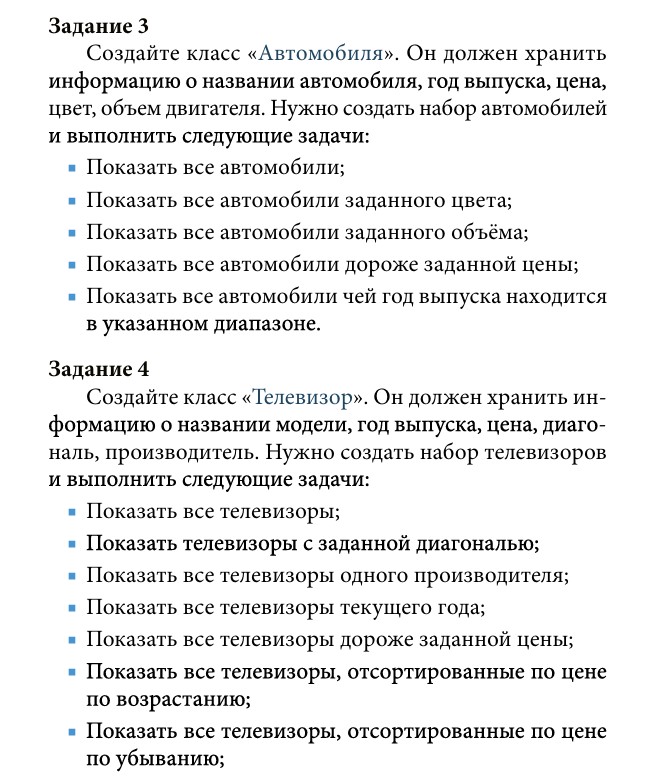 Задание 3
Создайте класс «Автомобиля». Он должен хранить
информацию о названии автомобиля, год выпуска, цена,
цвет, объем двигателя. Нужно создать набор автомобилей
и выполнить следующие задачи:
■ Показать все автомобили;
■ Показать все автомобили заданного цвета;
■ Показать все автомобили заданного объёма;
■ Показать все автомобили дороже заданной цены;
■ Показать все автомобили чей год выпуска находится
в указанном диапазоне.
Задание 4
Создайте класс «Телевизор». Он должен хранить ин-
формацию о названии модели, год выпуска, цена, диаго-
наль, производитель. Нужно создать набор телевизоров
и выполнить следующие задачи:
■ Показать все телевизоры;
■ Показать телевизоры с заданной диагональю;
■ Показать все телевизоры одного производителя;
■ Показать все телевизоры текущего года;
■ Показать все телевизоры дороже заданной цены;
■ Показать все телевизоры, отсортированные по цене
по возрастанию;
■ Показать все телевизоры, отсортированные по цене
по убыванию;